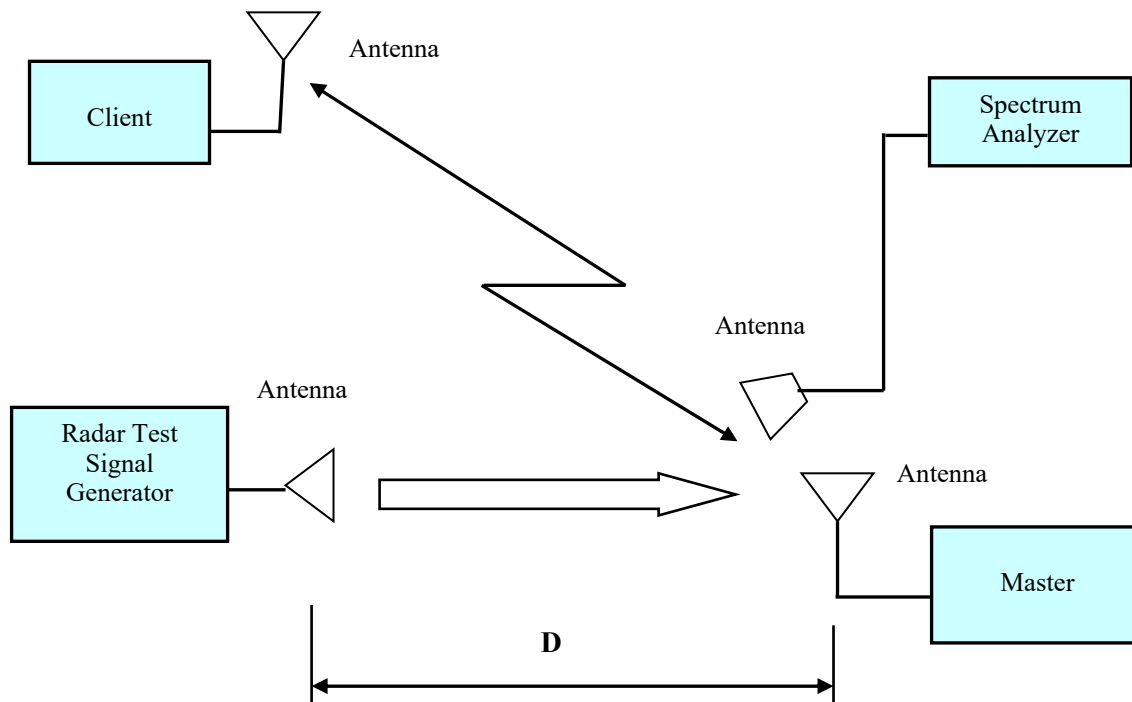 Antenna
Client
Spectrum
Analyzer
Antenna
Antenna
Radar Test
Signal
Generator
Antenna
Master
D